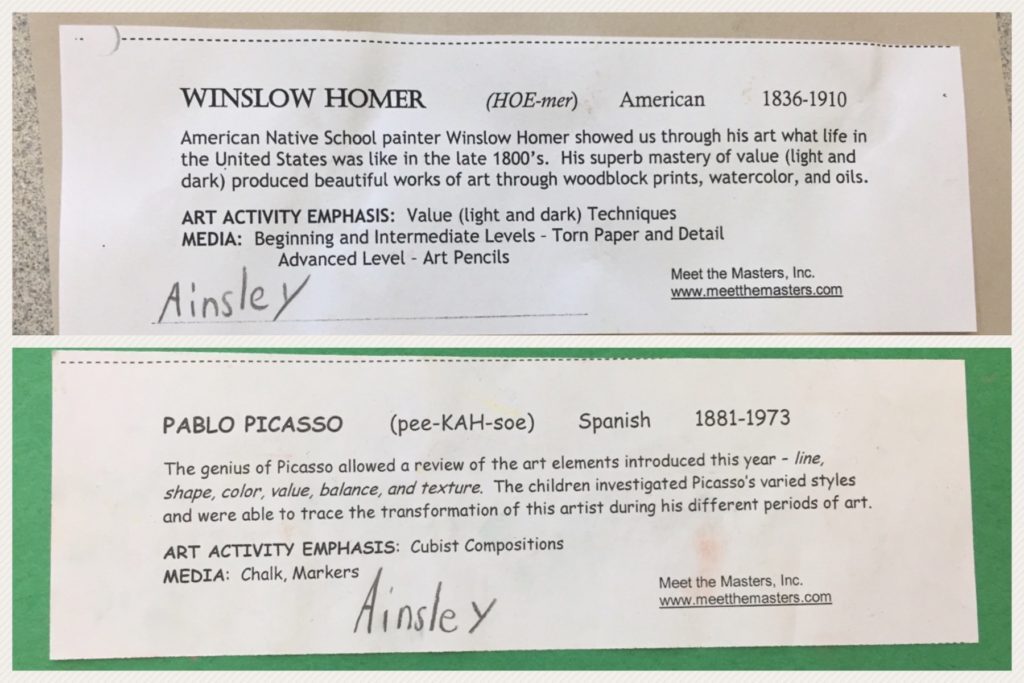 WINSLOW HOMER (HOE-mer) American 1836-1910
American Native School painter Winslow Homer showed us through his art what life in
the United States was like in the late 1800's. His superb mastery of value (light and
dark) produced beautiful works of art through woodblock prints, watercolor, and oils.
ART ACTIVITY EMPHASIS: Value (light and dark) Techniques
MEDIA: Beginning and Intermediate Levels - Torn Paper and Detail
Advanced Level - Art Pencils
Meet the Masters, Inc.
www.meetthemasters.com
Ainsley
PABLO PICASSO (pee-KAH-soe) Spanish 1881-1973
The genius of Picasso allowed a review of the art elements introduced this year - line,
shape, color, value, balance, and texture. The children investigated Picasso's varied styles
and were able to trace the transformation of this artist during his different periods of art.
ART ACTIVITY EMPHASIS: Cubist Compositions
MEDIA: Chalk, Markers
Meet the Masters, Inc.
www.meetthemasters.com
Ainsley